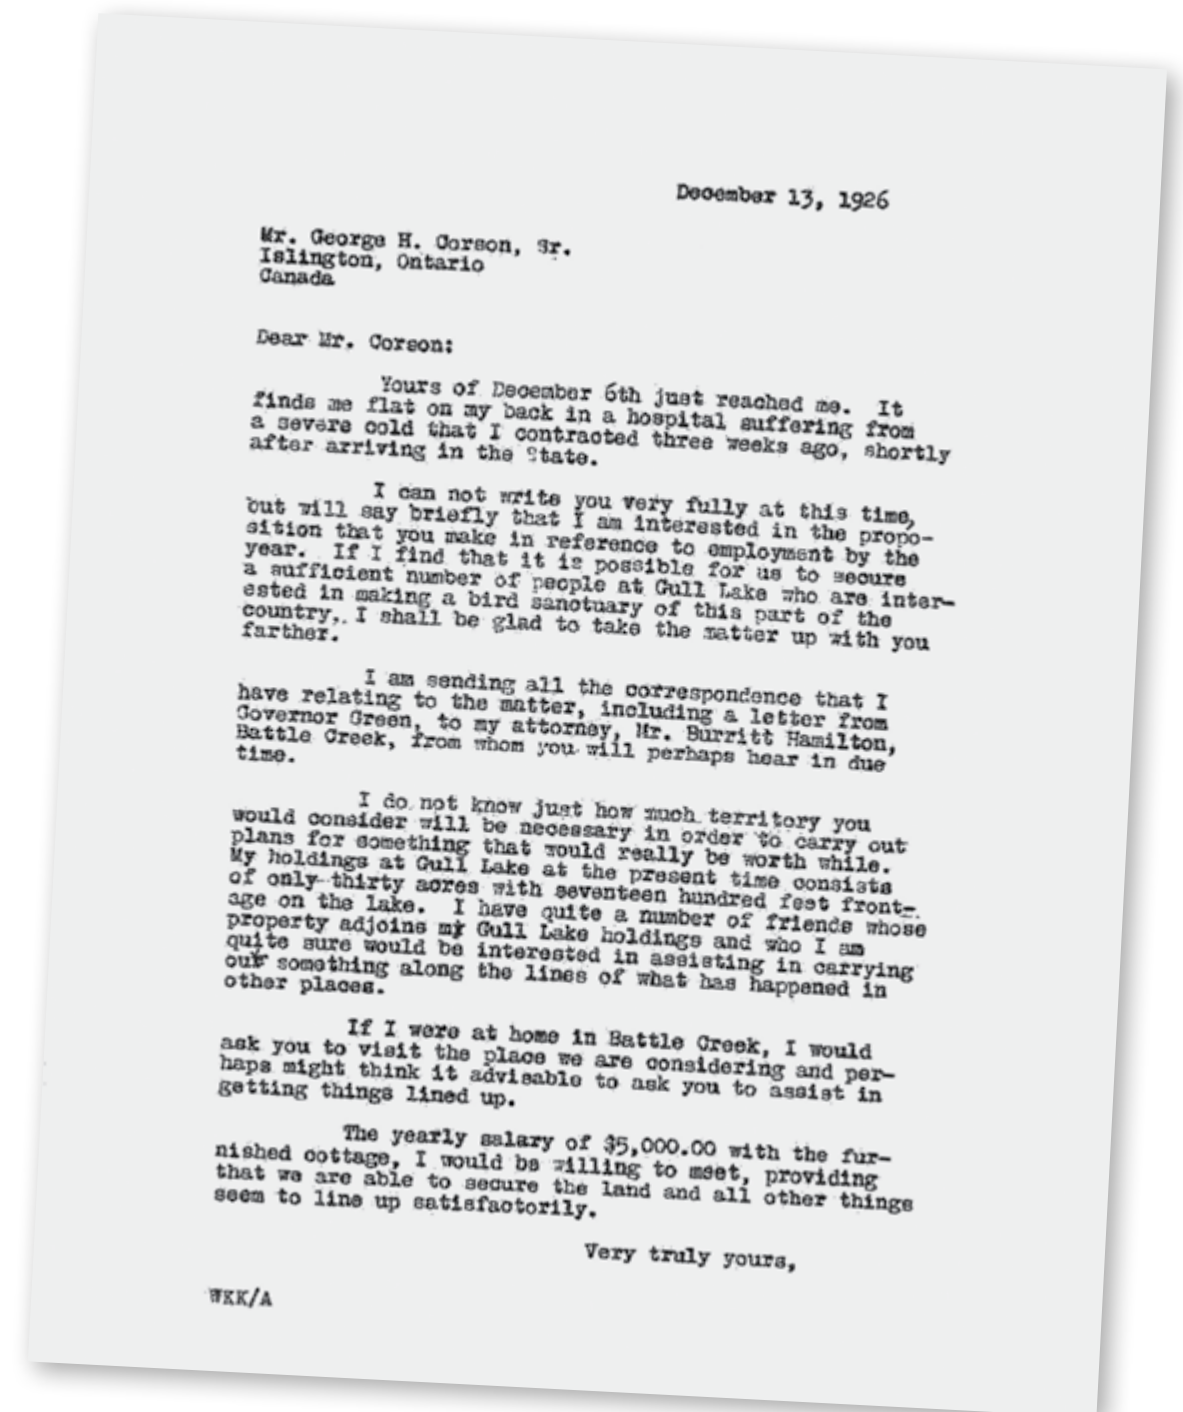 December 13, 1926
Mr. George H. Corson, Sr.
Islington, Ontario
Canada
Dear Mr. Corson:
Yours of December 6th just reached me. It
finds me flat on my back in a hospital suffering from
a severe cold that I contracted three weeks ago, shortly
after arriving in the State.
I can not write you very fully at this time,
but will say briefly that I am interested in the propo-
sition that you make in reference to employment by the
year. If I find that it is possible for us to secure
a sufficient number of people at Gull Lake who are inter-
ested in making a bird sanctuary of this part of the
country, I shall be glad to take the matter up with you
farther.
I am sending all the correspondence that I
have relating to the matter, including a letter from
Governor Green, to my attorney, Mr. Burritt Hamilton,
Battle Creek, from whom you will perhaps hear in due
time.
I do not know just how much territory you
would consider will be necessary in order to carry out
plans for something that would really be worth while.
My holdings at Gull Lake at the present time consists
of only thirty acres with seventeen hundred feet front-
age on the lake. I have quite a number of friends whose
property adjoins my Gull Lake holdings and who I am
quite sure would be interested in assisting in carrying
out something along the lines of what has happened in
other places.
If I were at home in Battle Creek, I would
ask you to visit the place we are considering and per-
haps might think it advisable to ask you to assist in
getting things lined up.
The yearly salary of $5,000.00 with the fur-
nished cottage, I would be willing to meet, providing
that we are able to secure the land and all other things
seem to line up satisfactorily.
Very truly yours,
WKK/A